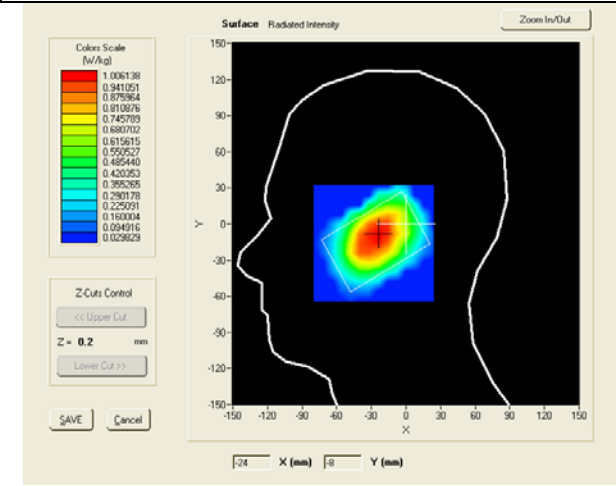 Surface Radiated Intensity
Zoom In/Out
Colors Scale
(W/kg)
1.006138
0.941051
0.875964
0.810876
0.745789
0.680702
0.615615
0.550527
0.485440
0.420353
0.355265
0.290178
0.225091
0.160004
0.094916
0.029829
Z-Cuts Control
<< Upper Cut
Z = 0.2 mm
Lower Cut >>
SAVE Cancel
150-
120-
90-
60-
30-
Y 0-
-30-
-60-
-90-
-120-
-150-
-150 -120 -90 -60 -30 0 30 60 90 120 150
X
-24 X (mm) -8 Y (mm)